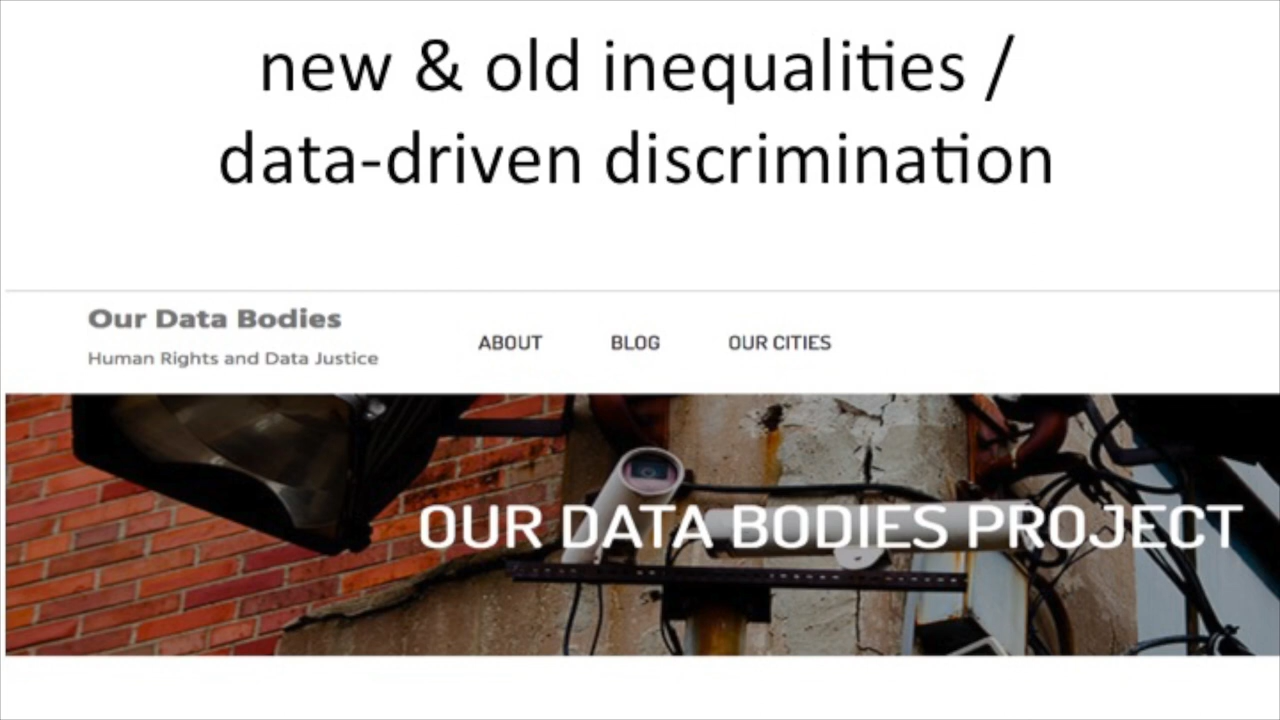 new & old inequalities /
data-driven discrimination
Our Data Bodies
Human Rights and Data Justice
ABOUT BLOG OUR CITIES
OUR DATA BODIES PROJECT